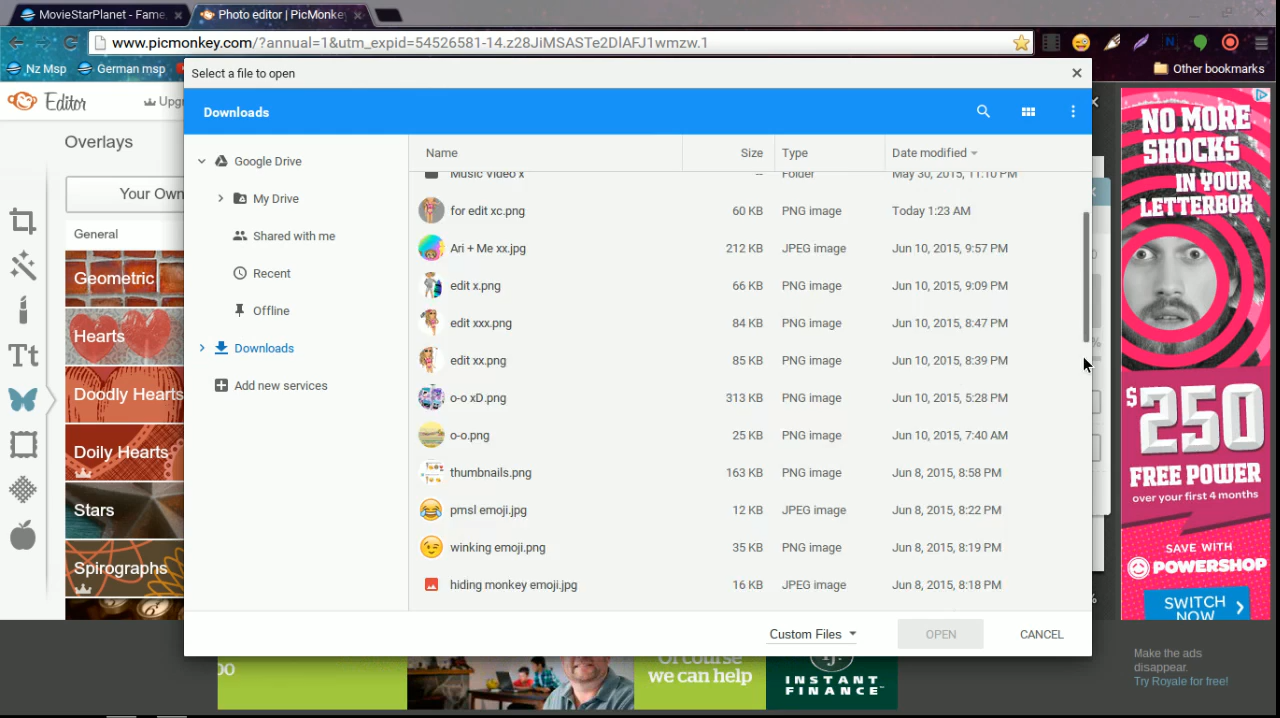 MovieStarPlanet - Fame,
Photo editor | PicMonkey
www.picmonkey.com/?annual=1&utm_expid=54526581-14.z28JiMSASTe2DlAFJ1wmzw.1
Nz Msp
German msp
Other bookmarks
Editor
Upg
Overlays
Your Own
General
Geometric
Hearts
Doodly Hearts
Doily Hearts
Stars
Spirographs
Tt
Select a file to open
Downloads
Google Drive
My Drive
Shared with me
Recent
Offline
Downloads
Add new services
Name Size Type Date modified
Music Video x -- Folder May 30, 2015, 11:10 PM
for edit xc.png 60 KB PNG image Today 1:23 AM
Ari + Me xx.jpg 212 KB JPEG image Jun 10, 2015, 9:57 PM
edit x.png 66 KB PNG image Jun 10, 2015, 9:09 PM
edit xxx.png 84 KB PNG image Jun 10, 2015, 8:47 PM
edit xx.png 85 KB PNG image Jun 10, 2015, 8:39 PM
o-o xD.png 313 KB PNG image Jun 10, 2015, 5:28 PM
o-o.png 25 KB PNG image Jun 10, 2015, 7:40 AM
thumbnails.png 163 KB PNG image Jun 8, 2015, 8:58 PM
pmsl emoji.jpg 12 KB JPEG image Jun 8, 2015, 8:22 PM
winking emoji.png 35 KB PNG image Jun 8, 2015, 8:19 PM
hiding monkey emoji.jpg 16 KB JPEG image Jun 8, 2015, 8:18 PM
Custom Files
OPEN
CANCEL
NO MORE
SHOCKS
IN YOUR
LETTERBOX
$250
FREE POWER
over your first 4 months
SAVE WITH
POWERSHOP
SWITCH
NOW
Of course
we can help
INSTANT
FINANCE
Make the ads
disappear.
Try Royale for free!